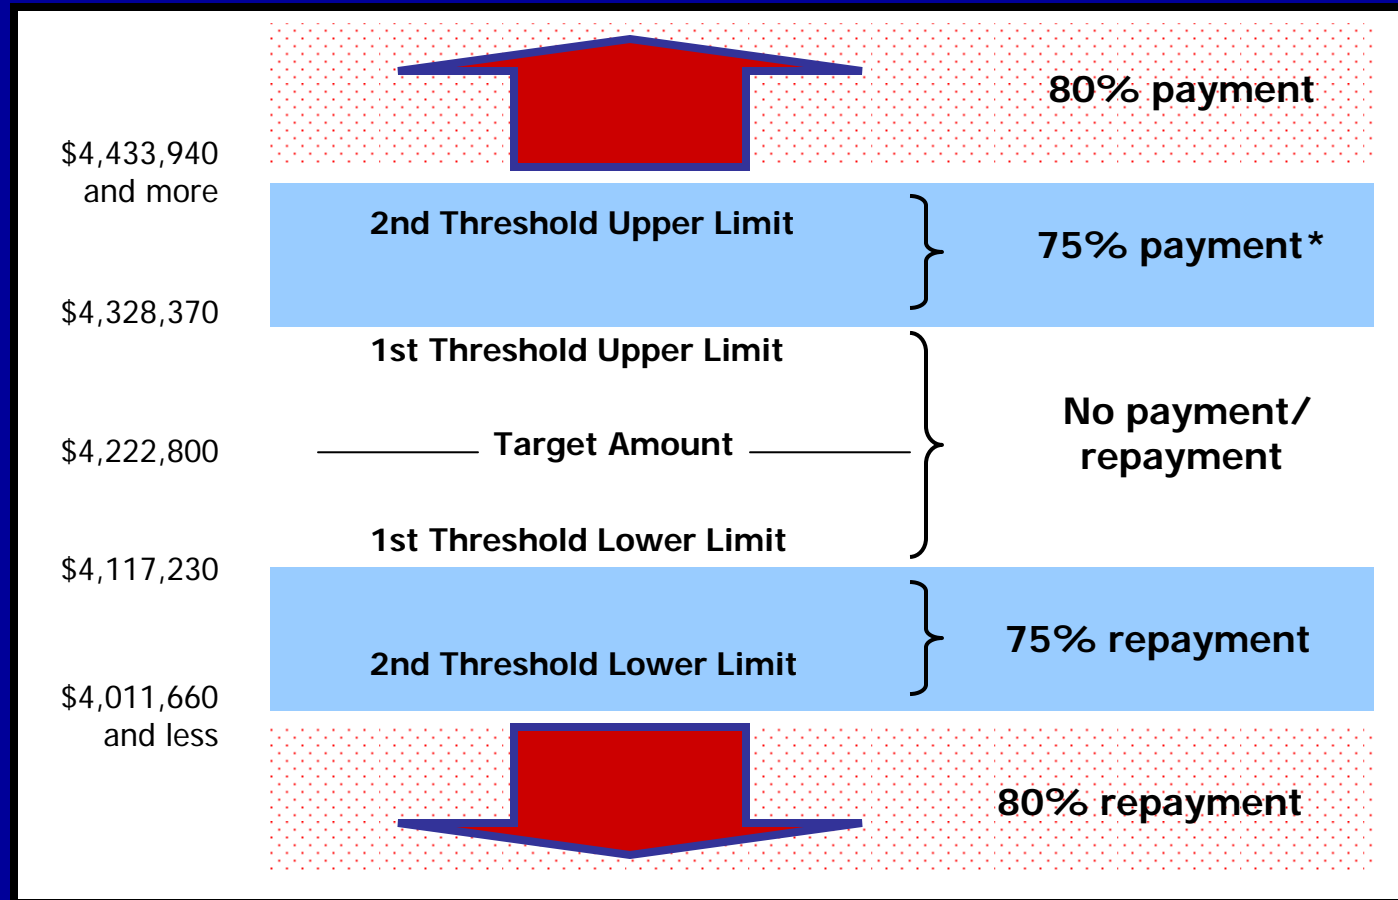 80% payment
$4,433,940
and more
2nd Threshold Upper Limit
75% payment*
$4,328,370
1st Threshold Upper Limit
No payment/
repayment
$4,222,800
Target Amount
1st Threshold Lower Limit
$4,117,230
75% repayment
2nd Threshold Lower Limit
$4,011,660
and less
80% repayment